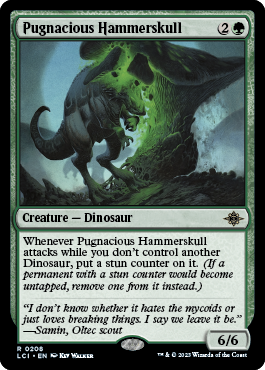 Pugnacious Hammerskull 2
Creature — Dinosaur
Whenever Pugnacious Hammerskull
attacks while you don't control another
Dinosaur, put a stun counter on it. (If a
permanent with a stun counter would become
untapped, remove one from it instead.)
"I don't know whether it hates the mycoids or
just loves breaking things. I say we leave it be."
—Samin, Oltec scout
6/6
R 0208
LCI • EN Kev Walker
™ & © 2023 Wizards of the Coast